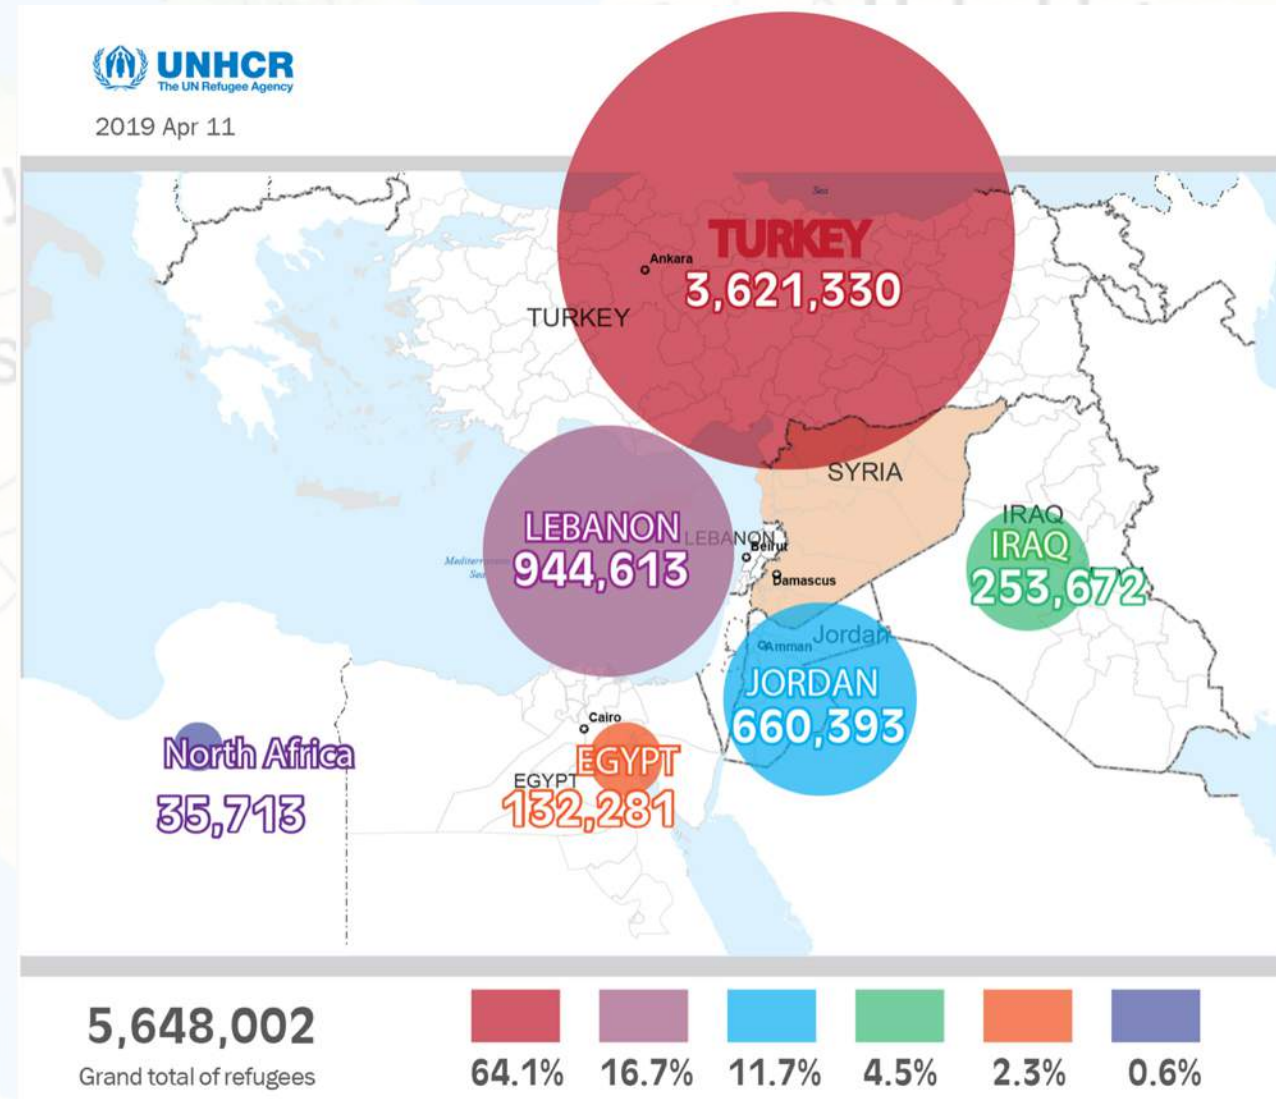 UNHCR
The UN Refugee Agency
2019 Apr 11
Sea
TURKEY
Ankara
3,621,330
TURKEY
SYRIA
LEBANON
LEBANON
Beirut
944,613
Mediterranean
Sea
Damascus
IRAQ
IRAQ
253,672
Jordan
Amman
JORDAN
660,393
Cairo
North Africa
35,713
EGYPT
EGYPT
132,281
5,648,002
Grand total of refugees
64.1% 16.7% 11.7% 4.5% 2.3% 0.6%